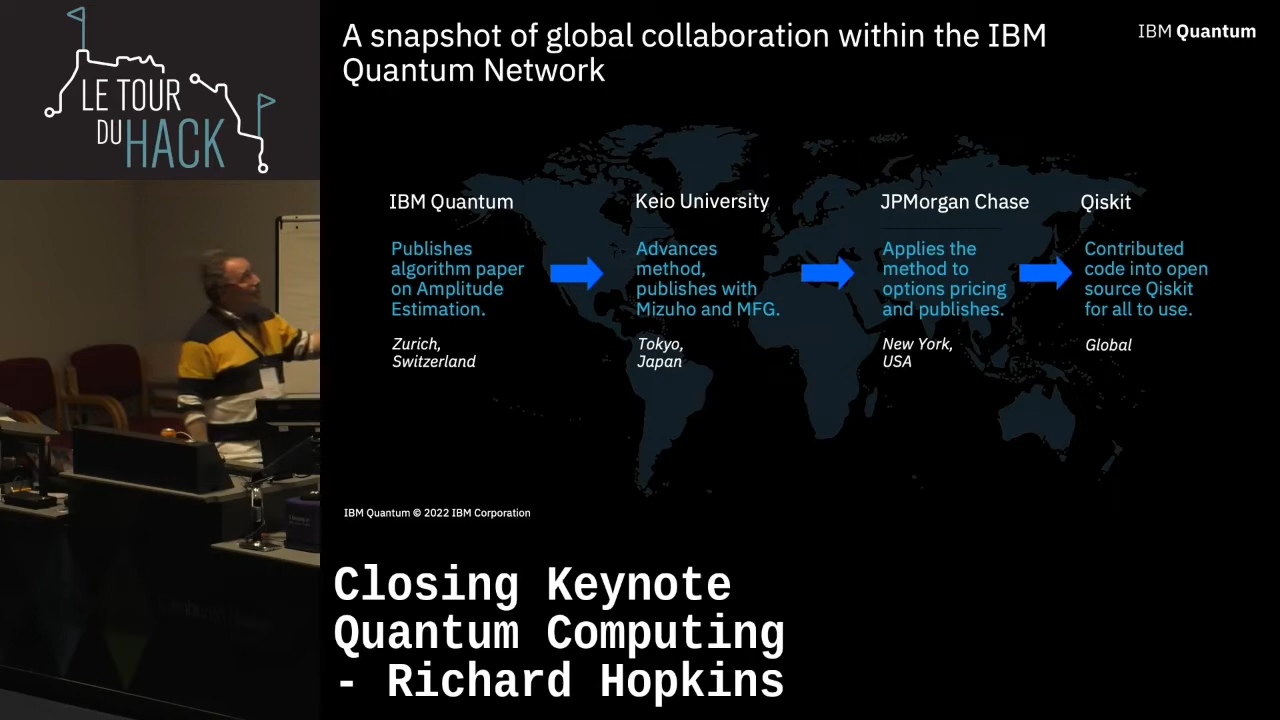 LE TOUR
DU HACK
A snapshot of global collaboration within the IBM
Quantum Network
IBM Quantum
IBM Quantum
Publishes
algorithm paper
on Amplitude
Estimation.
Zurich,
Switzerland
Keio University
Advances
method,
publishes with
Mizuho and MFG.
Tokyo,
Japan
JPMorgan Chase
Applies the
method to
options pricing
and publishes.
New York,
USA
Qiskit
Contributed
code into open
source Qiskit
for all to use.
Global
IBM Quantum © 2022 IBM Corporation
Closing Keynote
Quantum Computing
- Richard Hopkins